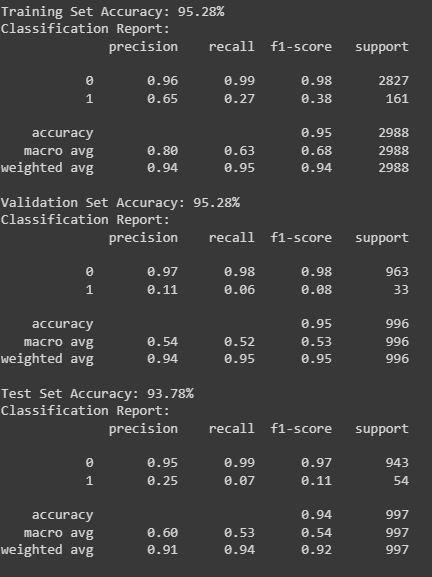 Training Set Accuracy: 95.28%
Classification Report:
precision recall f1-score support
0 0.96 0.99 0.98 2827
1 0.65 0.27 0.38 161
accuracy 0.95 2988
macro avg 0.80 0.63 0.68 2988
weighted avg 0.94 0.95 0.94 2988
Validation Set Accuracy: 95.28%
Classification Report:
precision recall f1-score support
0 0.97 0.98 0.98 963
1 0.11 0.06 0.08 33
accuracy 0.95 996
macro avg 0.54 0.52 0.53 996
weighted avg 0.94 0.95 0.95 996
Test Set Accuracy: 93.78%
Classification Report:
precision recall f1-score support
0 0.95 0.99 0.97 943
1 0.25 0.07 0.11 54
accuracy 0.94 997
macro avg 0.60 0.53 0.54 997
weighted avg 0.91 0.94 0.92 997